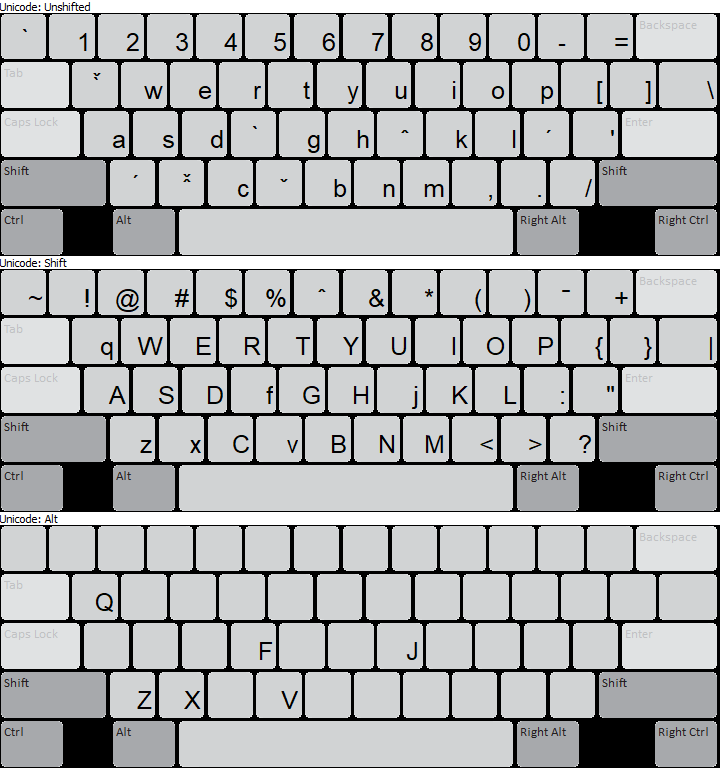 Unicode: Unshifted
` 1 2 3 4 5 6 7 8 9 0 - = Backspace
Tab w e r t y u i o p [ ] \
Caps Lock a s d ` g h ˆ k l ´ ' Enter
Shift ´ c ˇ b n m , . / Shift
Ctrl Alt Right Alt Right Ctrl
Unicode: Shift
~ ! @ # $ % ˆ & * ( ) ¯ + Backspace
Tab q W E R T Y U I O P { } |
Caps Lock A S D f G H j K L : " Enter
Shift z x C v B N M < > ? Shift
Ctrl Alt Right Alt Right Ctrl
Unicode: Alt
Backspace
Tab Q
Caps Lock F J Enter
Shift Z X V Shift
Ctrl Alt Right Alt Right Ctrl